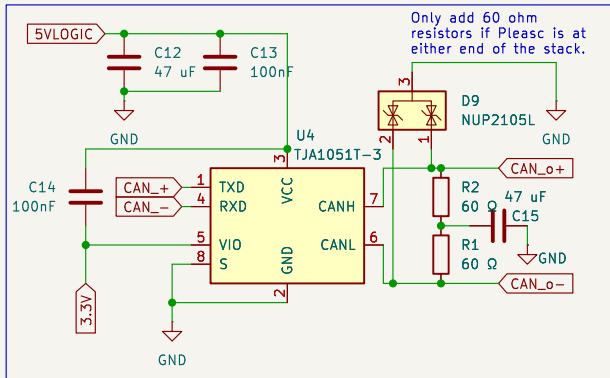 Only add 60 ohm
resistors if Pleasc is at
either end of the stack.
5VLOGIC
C12
47 uF
C13
100nF
GND
3
D9
NUP2105L
2
1
GND
U4
TJA1051T-3
3
VCC
C14
100nF
CAN_+
1
TXD
CAN_-
4
RXD
CANH
7
CAN_o+
R2
60 Ω
47 uF
C15
5
VIO
8
S
GND
2
CANL
6
R1
60 Ω
GND
CAN_o-
3.3V
GND